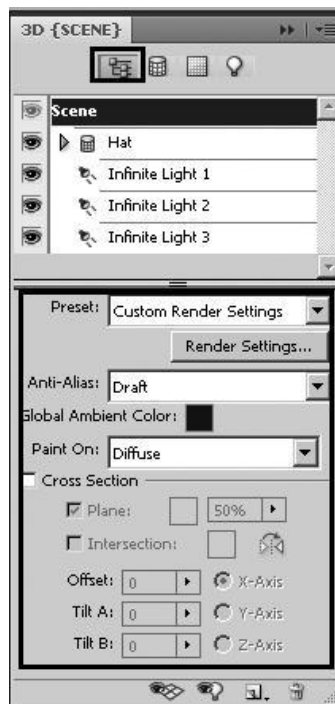 3D {SCENE}
Scene
Hat
Infinite Light 1
Infinite Light 2
Infinite Light 3
Preset: Custom Render Settings
Render Settings...
Anti-Alias: Draft
Global Ambient Color:
Paint On: Diffuse
Cross Section
Plane: 50%
Intersection:
Offset: 0 X-Axis
Tilt A: 0 Y-Axis
Tilt B: 0 Z-Axis